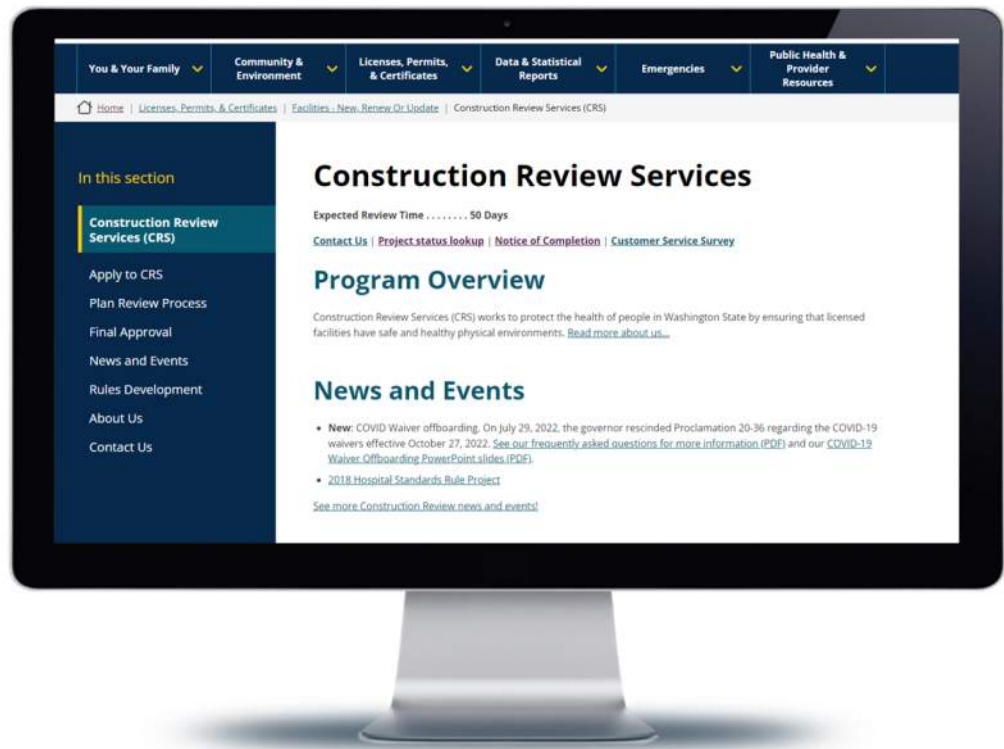 You & Your Family
Community &
Environment
Licenses, Permits,
& Certificates
Data & Statistical
Reports
Emergencies
Public Health &
Provider
Resources
Home | Licenses, Permits, & Certificates | Facilities - New, Renew Or Update | Construction Review Services (CRS)
In this section
Construction Review
Services (CRS)
Apply to CRS
Plan Review Process
Final Approval
News and Events
Rules Development
About Us
Contact Us
Construction Review Services
Expected Review Time . . . . . . . . 50 Days
Contact Us | Project status lookup | Notice of Completion | Customer Service Survey
Program Overview
Construction Review Services (CRS) works to protect the health of people in Washington State by ensuring that licensed
facilities have safe and healthy physical environments. Read more about us...
News and Events
• New: COVID Waiver offboarding. On July 29, 2022, the governor rescinded Proclamation 20-36 regarding the COVID-19
waivers effective October 27, 2022. See our frequently asked questions for more information (PDF) and our COVID-19
Waiver Offboarding PowerPoint slides (PDF).
• 2018 Hospital Standards Rule Project
See more Construction Review news and events!